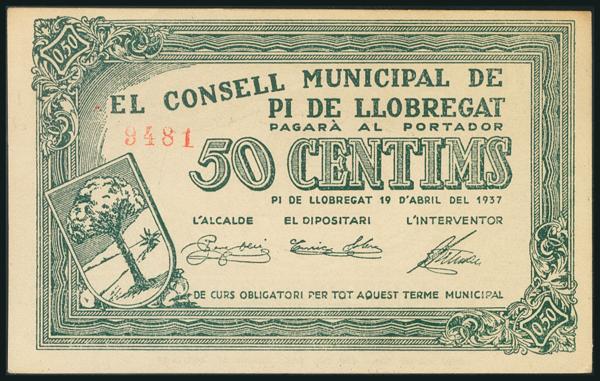 0.50
EL CONSELL MUNICIPAL DE
PI DE LLOBREGAT
PAGARÀ AL PORTADOR
9481
50 CENTIMS
PI DE LLOBREGAT 19 D'ABRIL DEL 1937
L'ALCALDE EL DIPOSITARI L'INTERVENTOR
DE CURS OBLIGATORI PER TOT AQUEST TERME MUNICIPAL
0.50